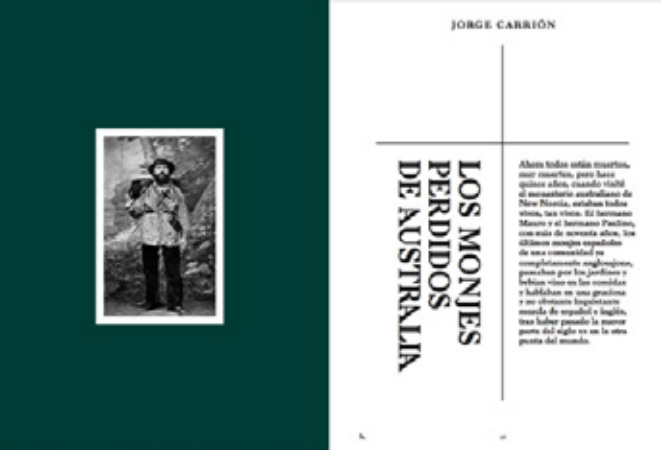 JORGE CARRIÓN
LOS MONJES
PERDIDOS
DE AUSTRALIA
Ahora todos están muertos,
muy muertos, pero hace
quince años, cuando visité
el monasterio australiano de
New Norcia, estaban todos
vivos, tan vivos. El hermano
Mauro y el hermano Paulino,
con más de noventa años, los
últimos monjes españoles
de una comunidad ya
completamente anglosajona,
paseaban por los jardines y
bebían vino en las comidas
y hablaban en una graciosa
y no obstante inquietante
mezcla de español e inglés,
tras haber pasado la mayor
parte del siglo xx en la otra
punta del mundo.